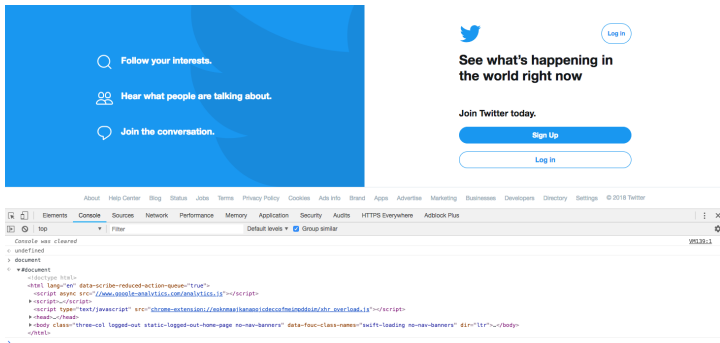 Log in
See what's happening in
the world right now
Follow your interests.
Hear what people are talking about.
Join the conversation.
Join Twitter today.
Sign Up
Log in
About Help Center Blog Status Jobs Terms Privacy Policy Cookies Ads info Brand Apps Advertise Marketing Businesses Developers Directory Settings © 2018 Twitter
Elements Console Sources Network Performance Memory Application Security Audits HTTPS Everywhere Adblock Plus
top Filter Default levels Group similar
Console was cleared VM139:1
undefined
document
#document
<!doctype html>
<html lang="en" data-scribe-reduced-action-queue="true">
<script async src="//www.google-analytics.com/analytics.js"></script>
<script>…</script>
<script type="text/javascript" src="chrome-extension://eoknmaajkanapojcdeccofmeimpddoim/xhr_overload.js"></script>
<head>…</head>
<body class="three-col logged-out static-logged-out-home-page no-nav-banners" data-fouc-class-names="swift-loading no-nav-banners" dir="ltr">…</body>
</html>